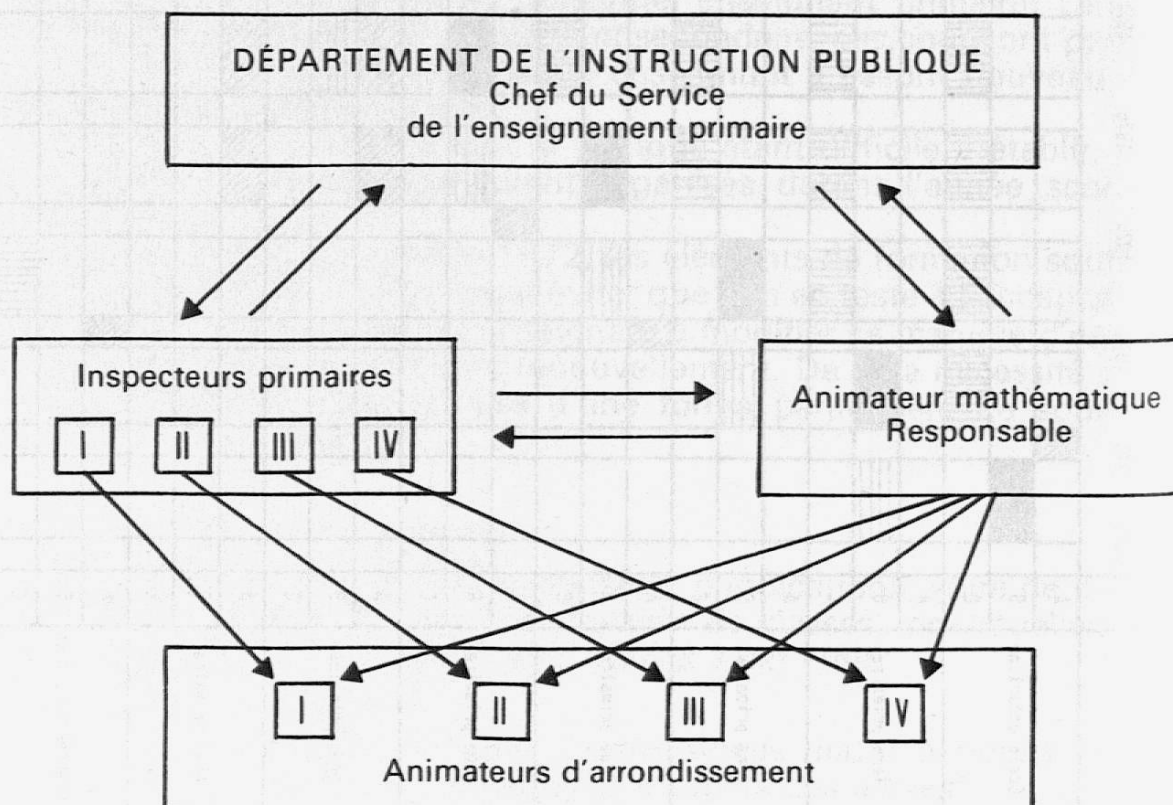 DÉPARTEMENT DE L'INSTRUCTION PUBLIQUE
Chef du Service
de l'enseignement primaire
Inspecteurs primaires
I II III IV
Animateur mathématique
Responsable
I II III IV
Animateurs d'arrondissement